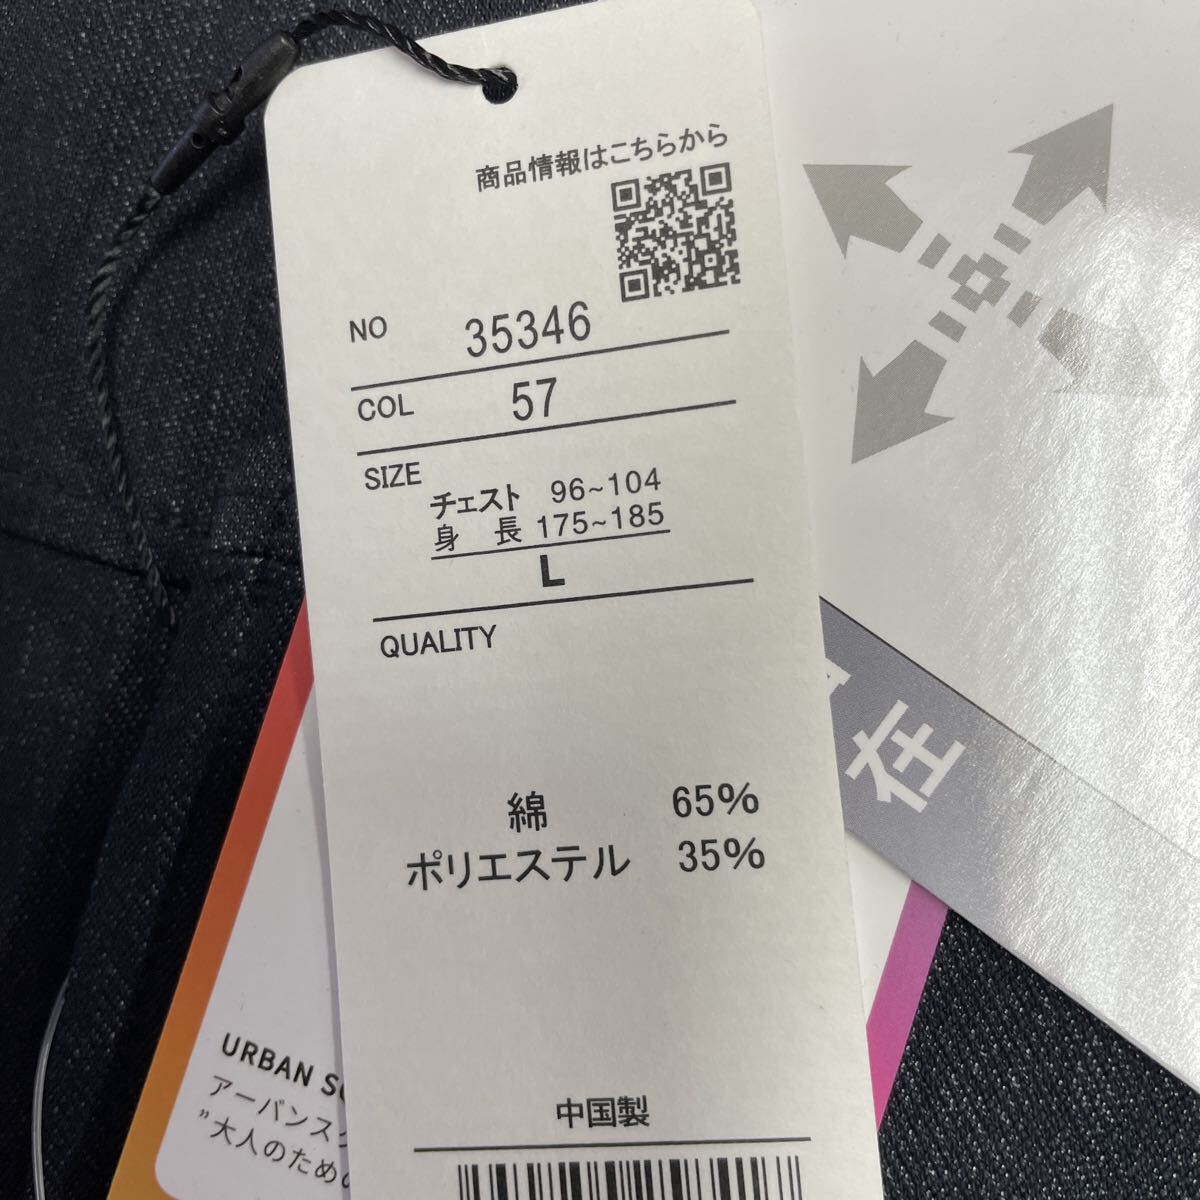 商品情報はこちらから
NO 35346
COL 57
SIZE
チェスト 96~104
身 長 175~185
L
QUALITY
綿 65%
ポリエステル 35%
中国製
在
URBAN
アーバンス
”大人のための